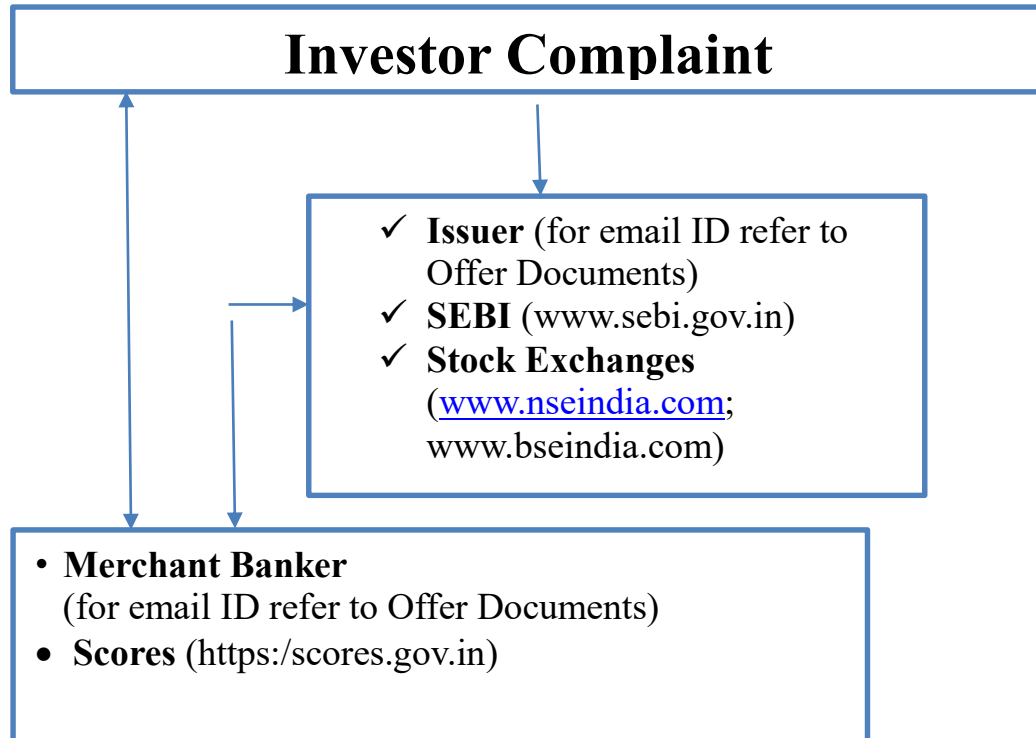 Investor Complaint
✓ Issuer (for email ID refer to
Offer Documents)
✓ SEBI (www.sebi.gov.in)
✓ Stock Exchanges
(www.nseindia.com;
www.bseindia.com)
• Merchant Banker
(for email ID refer to Offer Documents)
• Scores (https:/scores.gov.in)